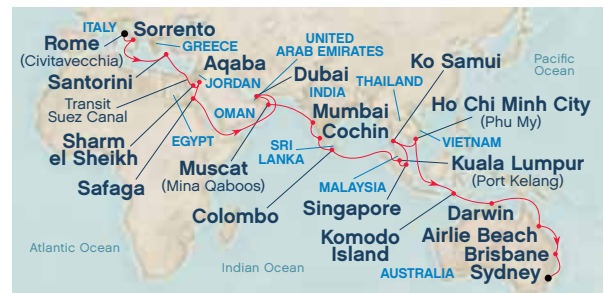 ITALY
Sorrento
Rome
(Civitavecchia)
GREECE
Santorini
Transit
Suez Canal
Aqaba
JORDAN
Sharm
el Sheikh
EGYPT
Safaga
UNITED
ARAB EMIRATES
Dubai
OMAN
Muscat
(Mina Qaboos)
INDIA
Mumbai
Cochin
SRI
LANKA
Colombo
THAILAND
Ko Samui
Ho Chi Minh City
(Phu My)
VIETNAM
Kuala Lumpur
(Port Kelang)
MALAYSIA
Singapore
Komodo
Island
Darwin
Airlie Beach
Brisbane
Sydney
AUSTRALIA
Pacific
Ocean
Atlantic Ocean
Indian Ocean